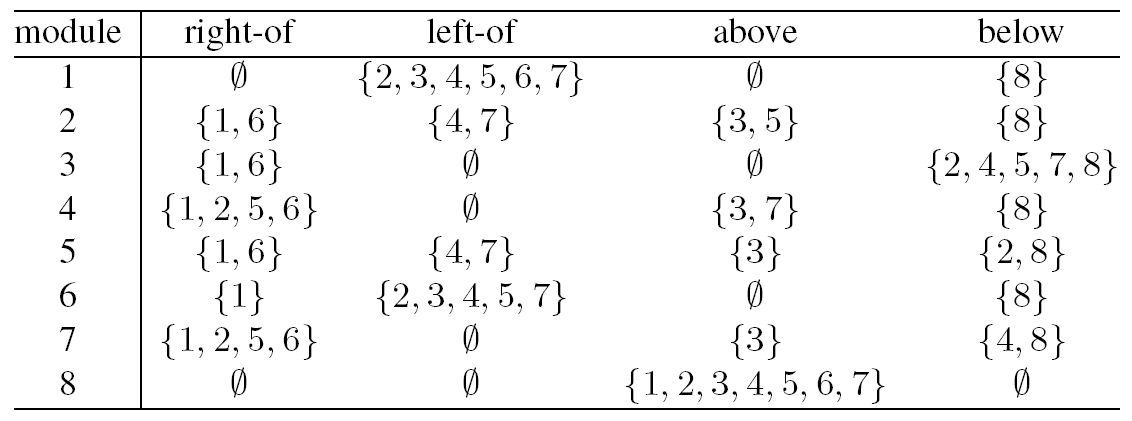 module right-of left-of above below
1 ∅ {2, 3, 4, 5, 6, 7} ∅ {8}
2 {1, 6} {4, 7} {3, 5} {8}
3 {1, 6} ∅ ∅ {2, 4, 5, 7, 8}
4 {1, 2, 5, 6} ∅ {3, 7} {8}
5 {1, 6} {4, 7} {3} {2, 8}
6 {1} {2, 3, 4, 5, 7} ∅ {8}
7 {1, 2, 5, 6} ∅ {3} {4, 8}
8 ∅ ∅ {1, 2, 3, 4, 5, 6, 7} ∅